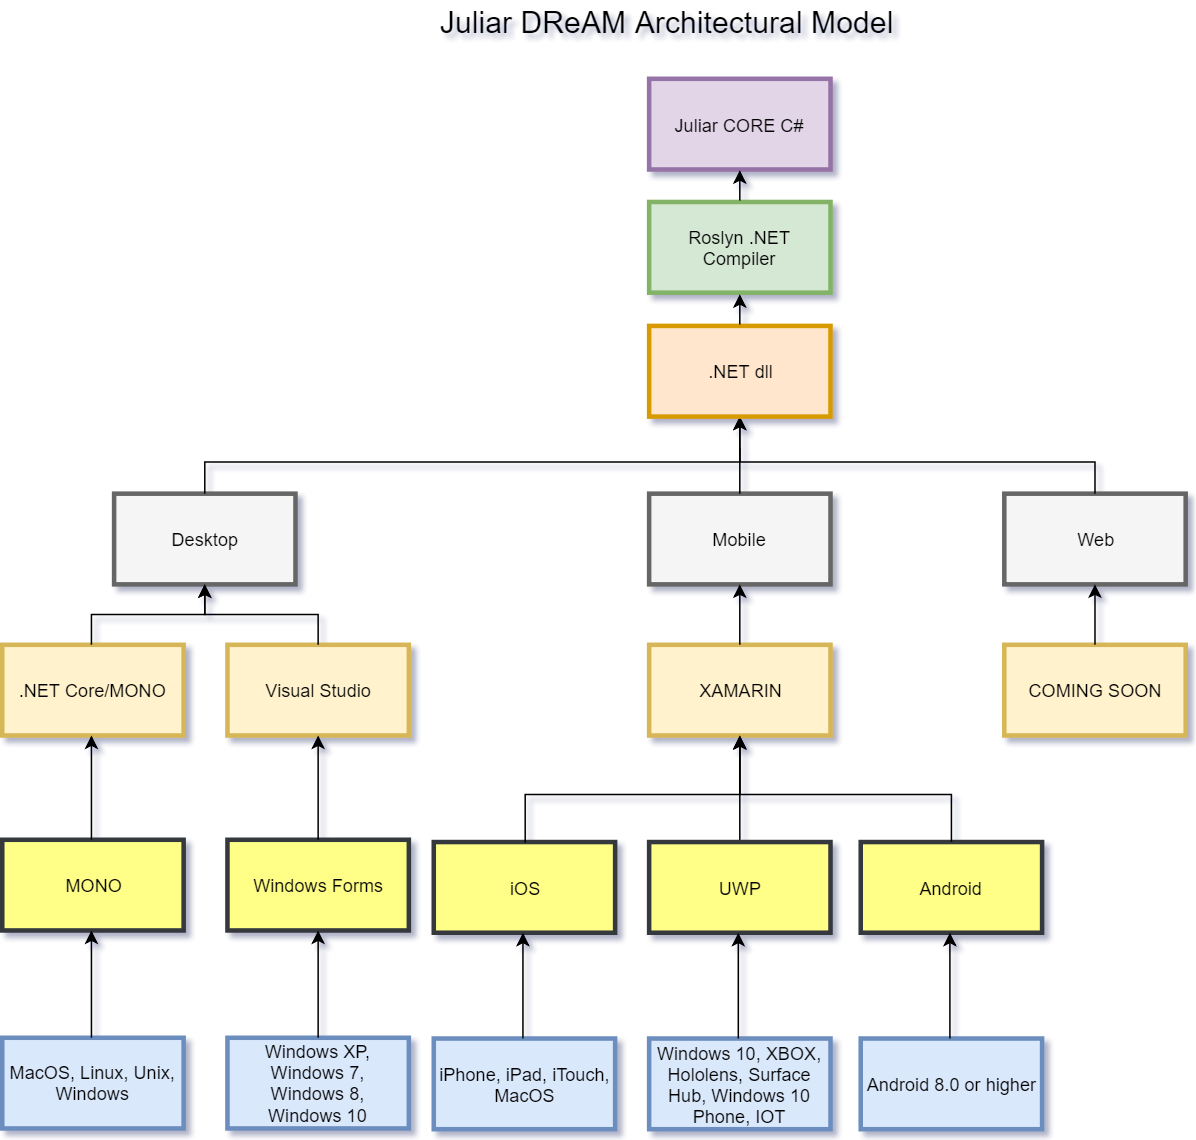 Juliar DReAM Architectural Model
Juliar CORE C#
Roslyn .NET
Compiler
.NET dll
Desktop
Mobile
Web
.NET Core/MONO
Visual Studio
XAMARIN
COMING SOON
MONO
Windows Forms
iOS
UWP
Android
MacOS, Linux, Unix,
Windows
Windows XP,
Windows 7,
Windows 8,
Windows 10
iPhone, iPad, iTouch,
MacOS
Windows 10, XBOX,
Hololens, Surface
Hub, Windows 10
Phone, IOT
Android 8.0 or higher